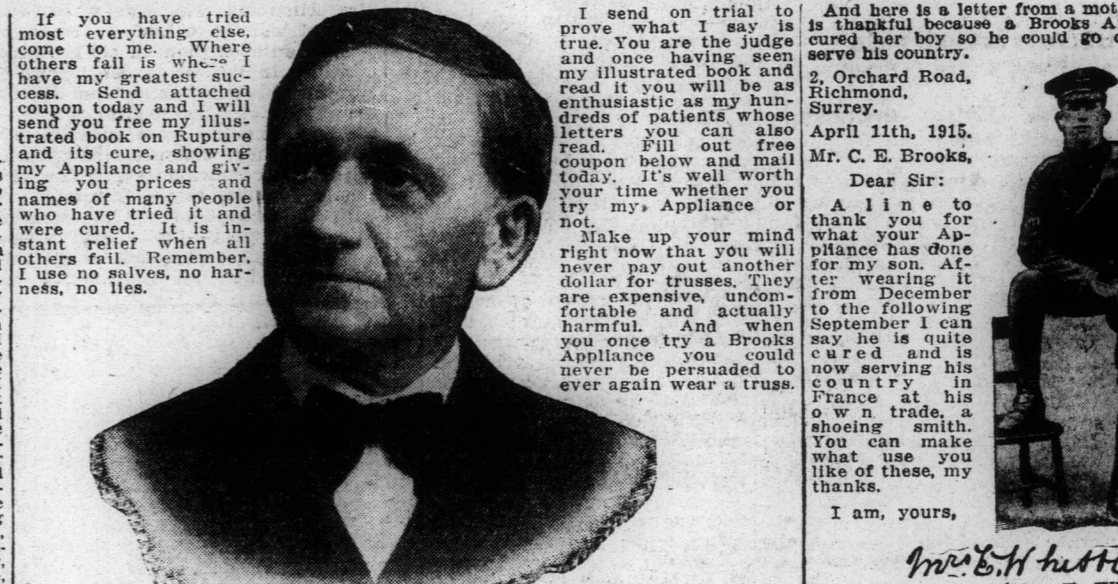 If you have tried
most everything else,
come to me. Where
others fail is where I
have my greatest suc-
cess. Send attached
coupon today and I will
send you free my illus-
trated book on Rupture
and its cure, showing
my Appliance and giv-
ing you prices and
names of many people
who have tried it and
were cured. It is in-
stant relief when all
others fail. Remember,
I use no salves, no har-
ness, no lies.
I send on trial to
prove what I say is
true. You are the judge
and once having seen
my illustrated book and
read it you will be as
enthusiastic as my hun-
dreds of patients whose
letters you can also
read. Fill out free
coupon below and mail
today. It's well worth
your time whether you
try my Appliance or
not.
Make up your mind
right now that you will
never pay out another
dollar for trusses. They
are expensive, uncom-
fortable and actually
harmful. And when
you once try a Brooks
Appliance you could
never be persuaded to
ever again wear a truss.
And here is a letter from a
is thankful because a Brooks
cured her boy so he could go
serve his country.
2, Orchard Road,
Richmond,
Surrey.
April 11th, 1915.
Mr. C. E. Brooks,
Dear Sir:
A line to
thank you for
what your Ap-
pliance has done
for my son. Af-
ter wearing it
from December
to the following
September I can
say he is quite
cured and is
now serving his
country in
France at his
own trade, a
shoeing smith.
You can make
what use you
like of these, my
thanks.
I am, yours,
Mrs E.